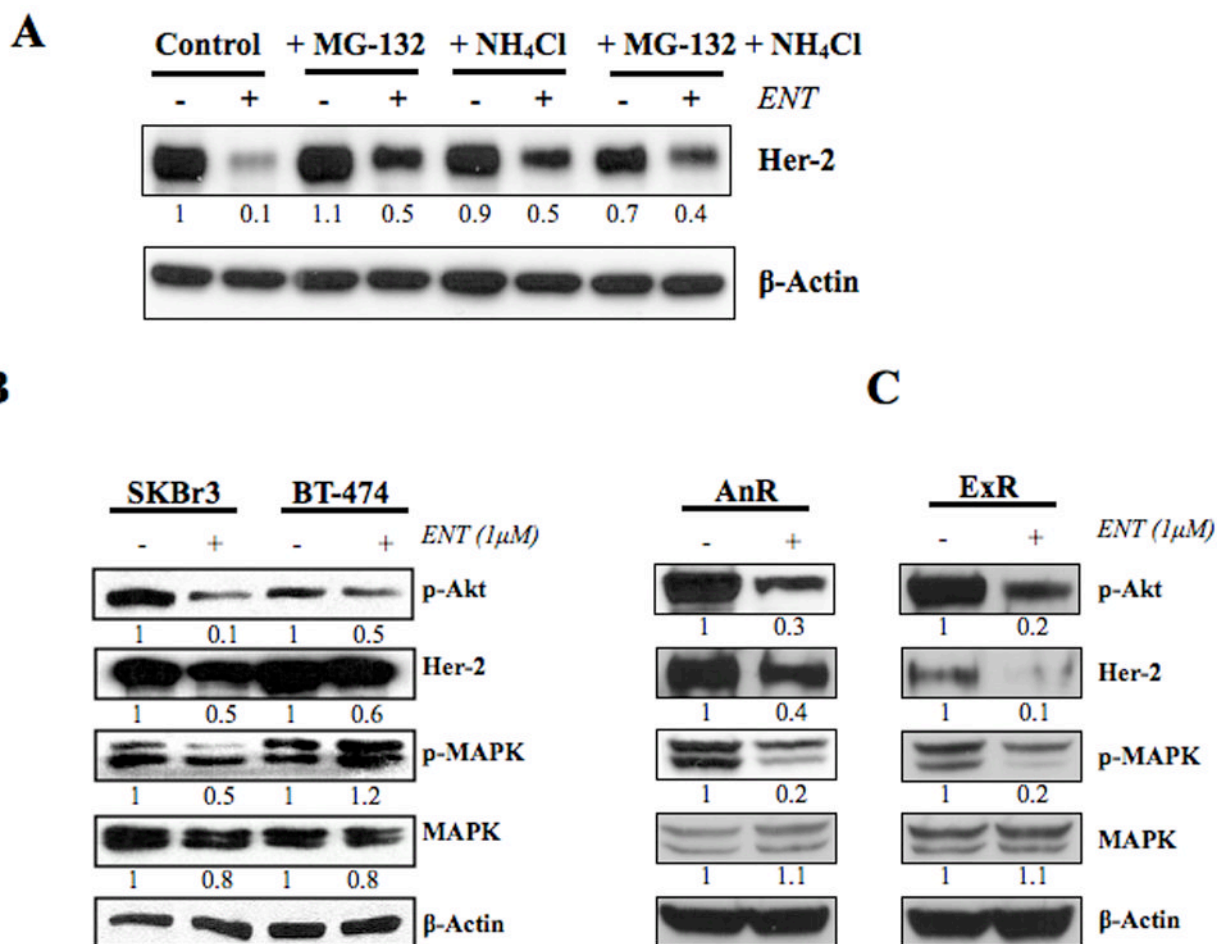 A
Control + MG-132 + NH₄Cl + MG-132 + NH₄Cl
- + - + - + - + ENT
Her-2
1 0.1 1.1 0.5 0.9 0.5 0.7 0.4
β-Actin
C
SKBr3 BT-474
- + - + ENT (1μM)
p-Akt
1 0.1 1 0.5
Her-2
1 0.5 1 0.6
p-MAPK
1 0.5 1 1.2
MAPK
1 0.8 1 0.8
β-Actin
AnR ExR
- + - + ENT (1μM)
p-Akt
1 0.3 1 0.2
Her-2
1 0.4 1 0.1
p-MAPK
1 0.2 1 0.2
MAPK
1 1.1 1 1.1
β-Actin